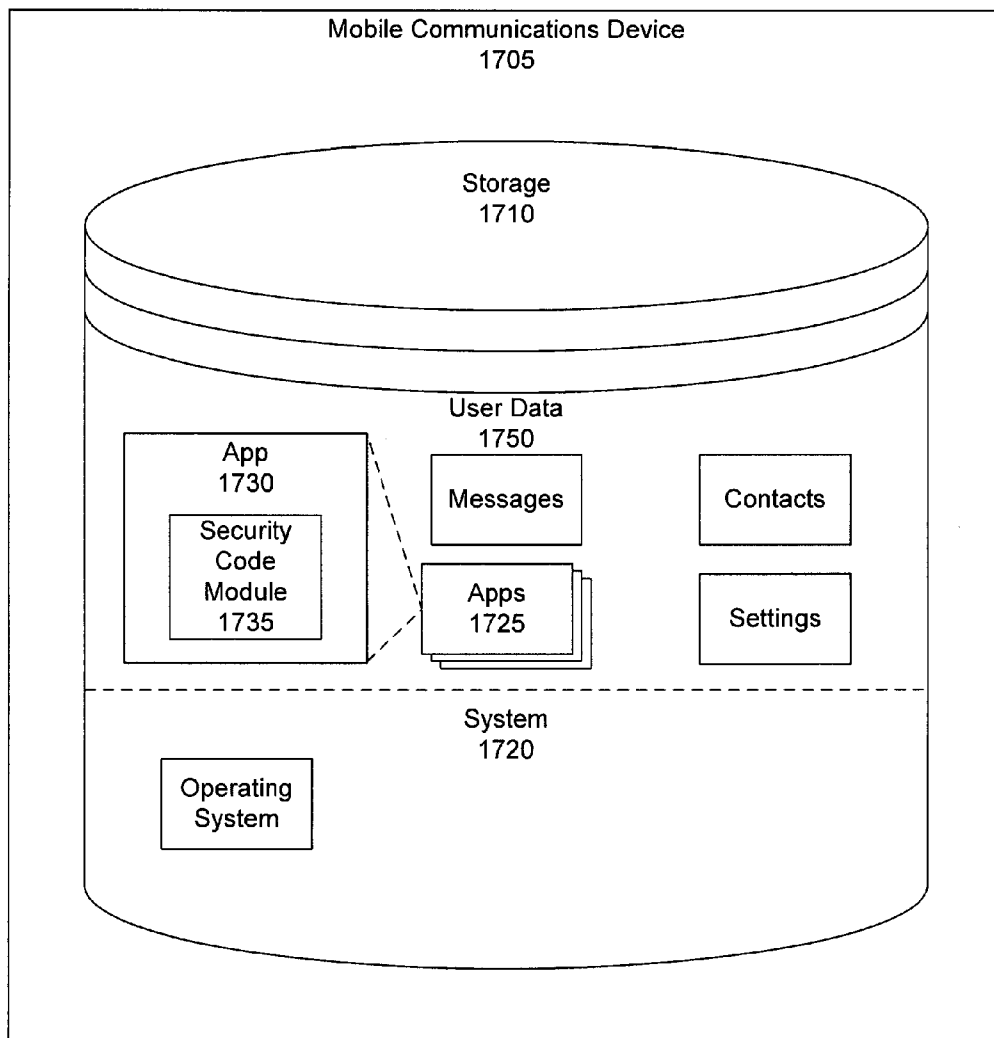 Mobile Communications Device
1705
Storage
1710
User Data
1750
App
1730
Security
Code
Module
1735
Messages
Contacts
Apps
1725
Settings
System
1720
Operating
System